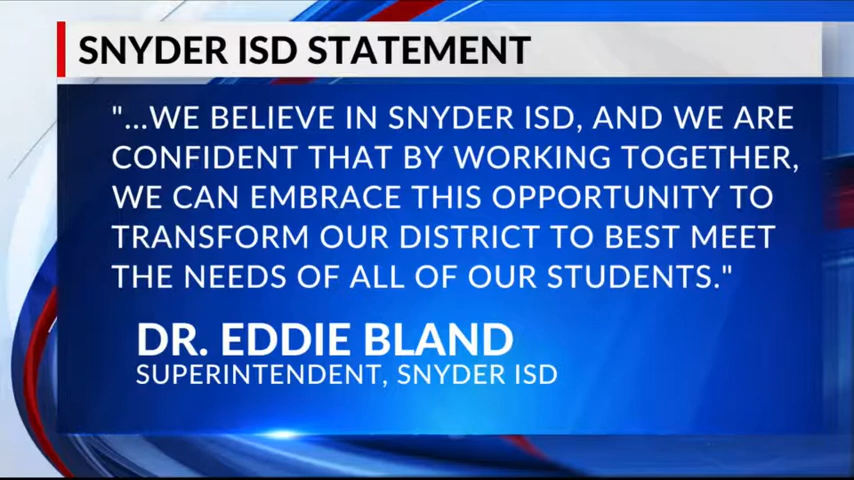 SNYDER ISD STATEMENT
"...WE BELIEVE IN SNYDER ISD, AND WE ARE
CONFIDENT THAT BY WORKING TOGETHER,
WE CAN EMBRACE THIS OPPORTUNITY TO
TRANSFORM OUR DISTRICT TO BEST MEET
THE NEEDS OF ALL OF OUR STUDENTS."
DR. EDDIE BLAND
SUPERINTENDENT, SNYDER ISD